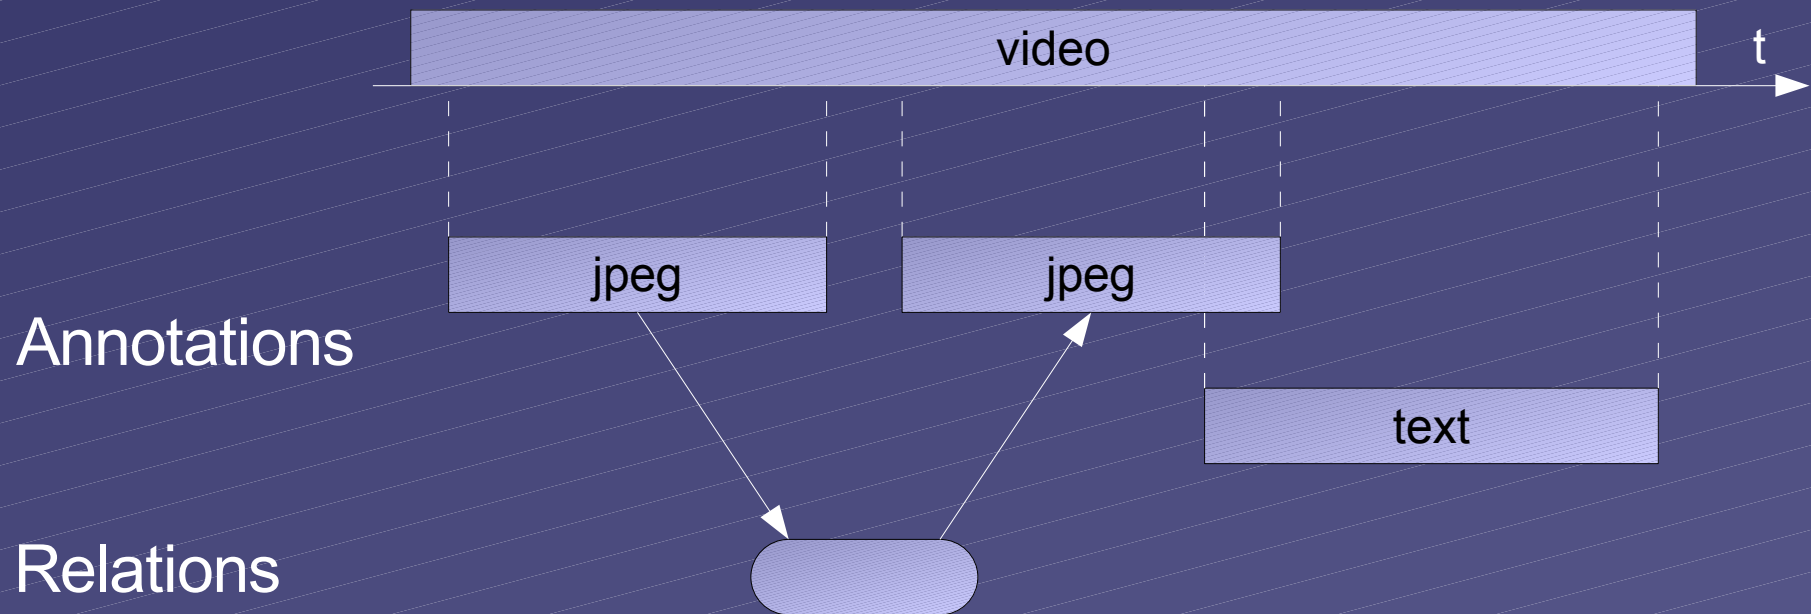 video
t
jpeg
jpeg
Annotations
text
Relations